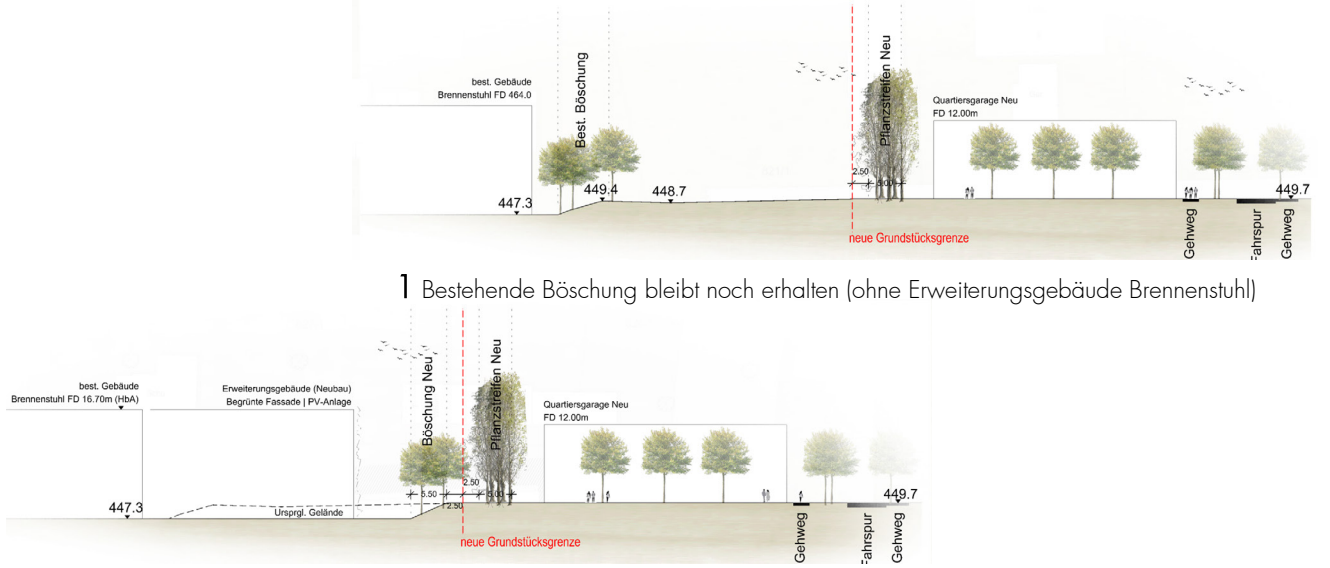 best. Gebäude
Brennenstuhl FD 464.0
Best. Böschung
Pflanzstreifen Neu
Quartiersgarage Neu
FD 12.00m
2.50
5.00
447.3
449.4
448.7
449.7
neue Grundstücksgrenze
Gehweg
Fahrspur
Gehweg
1 Bestehende Böschung bleibt noch erhalten (ohne Erweiterungsgebäude Brennenstuhl)
best. Gebäude
Brennenstuhl FD 16.70m (HbA)
Erweiterungsgebäude (Neubau)
Begrünte Fassade | PV-Anlage
Böschung Neu
Pflanzstreifen Neu
Quartiersgarage Neu
FD 12.00m
2.50
5.50
5.00
2.50
447.3
Ursprgl. Gelände
449.7
neue Grundstücksgrenze
Gehweg
Fahrspur
Gehweg